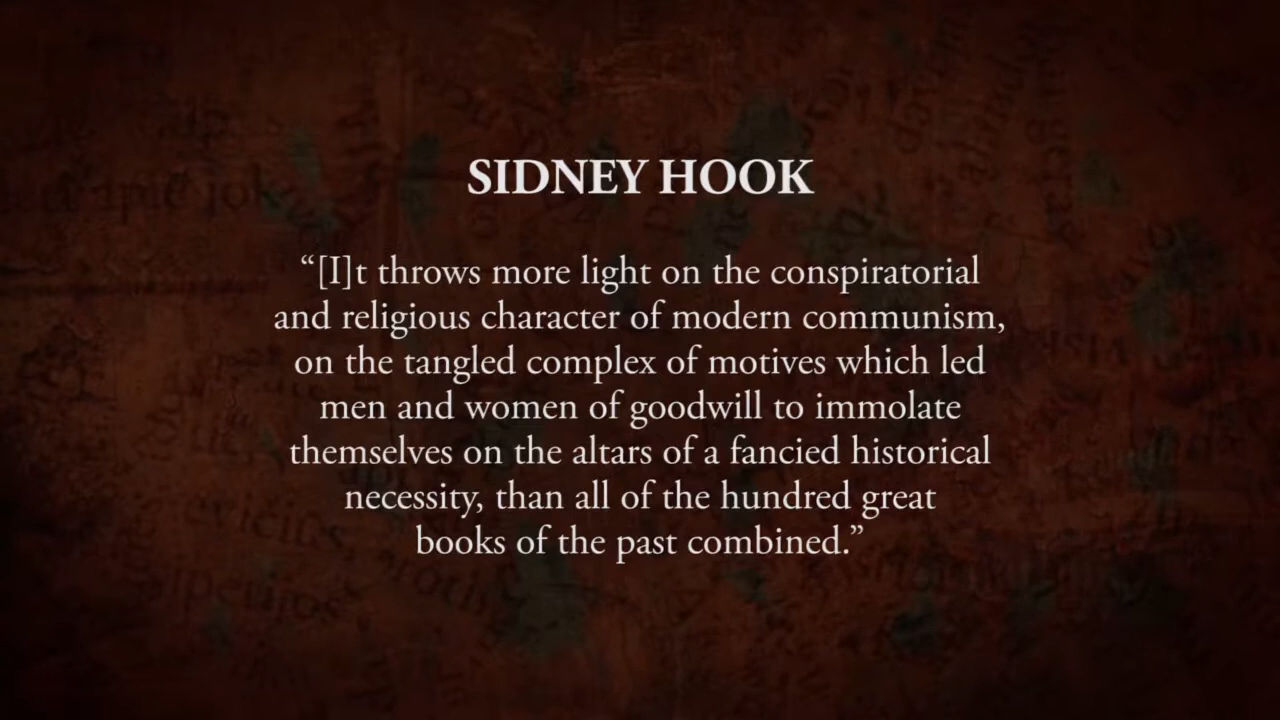 SIDNEY HOOK
“[I]t throws more light on the conspiratorial
and religious character of modern communism,
on the tangled complex of motives which led
men and women of goodwill to immolate
themselves on the altars of a fancied historical
necessity, than all of the hundred great
books of the past combined.”